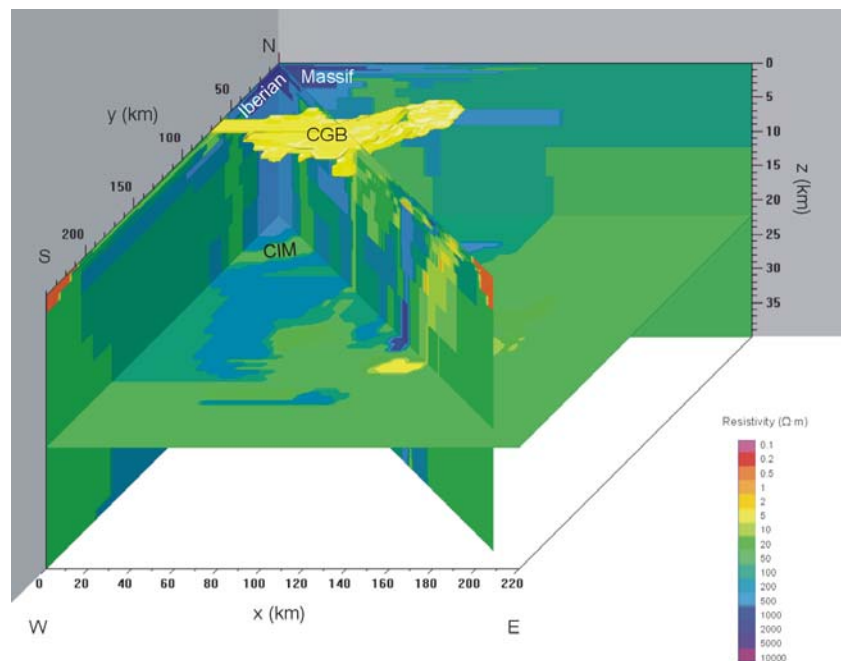 N
Iberian
Massif
CGB
CIM
y (km)
50
100
150
200
S
0
5
10
15
20
25
30
35
z (km)
0 20 40 60 80 100 120 140 160 180 200 220
x (km)
W
E
Resistivity (Ω·m)
0.1
0.2
0.5
1
2
5
10
20
50
100
200
500
1000
2000
5000
10000